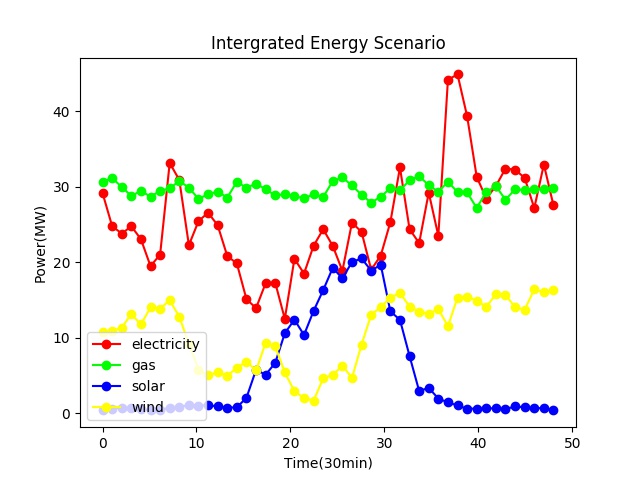 Intergrated Energy Scenario
Power(MW)
40
30
20
10
0
electricity
gas
solar
wind
0 10 20 30 40 50
Time(30min)